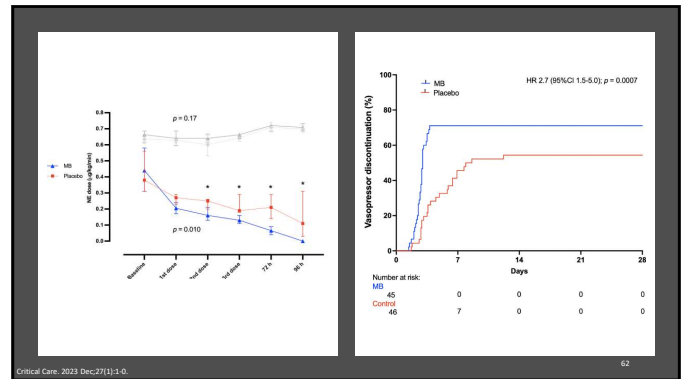 p = 0.17
0.8
0.7
0.6
0.5
0.4
0.3
0.2
0.1
0.0
NE dose (ug/kg/min)
MB
Placebo
* * * *
p = 0.010
Baseline
1st dose
2nd dose
3rd dose
72 h
96 h
MB
Placebo
HR 2.7 (95%CI 1.5-5.0); p = 0.0007
Vasopressor discontinuation (%)
100
80
60
40
20
0
0 7 14 21 28
Days
Number at risk:
MB
45 0 0 0 0
Control
46 7 0 0 0
Critical Care. 2023 Dec;27(1):1-0.
62